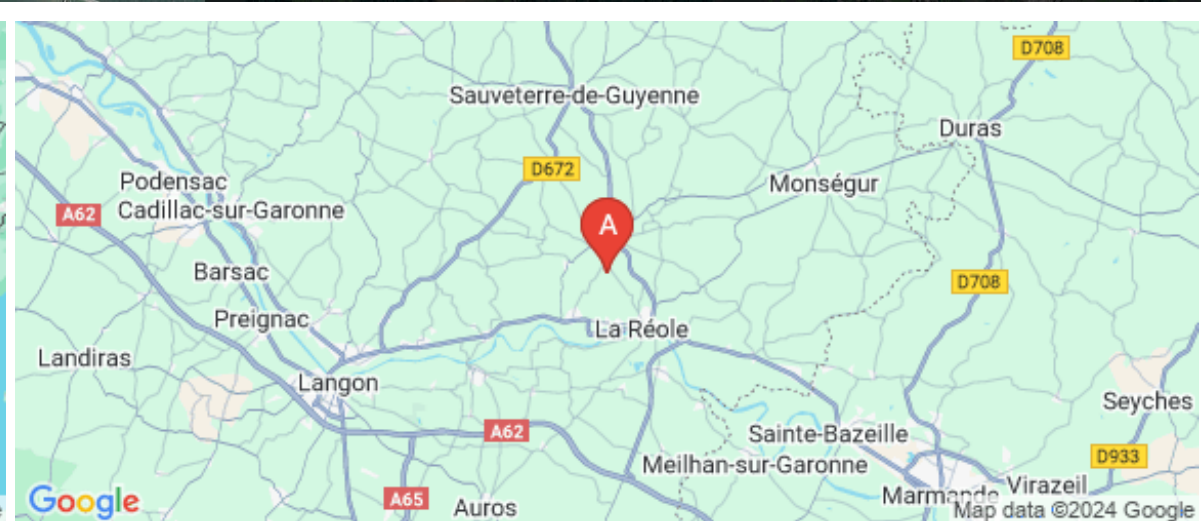 D708
Sauveterre-de-Guyenne
Duras
D672
Podensac
Monségur
A62
Cadillac-sur-Garonne
A
Barsac
D708
Preignac
La Réole
Landiras
Langon
Seyches
A62
Sainte-Bazeille
Meilhan-sur-Garonne
D933
Marmande
Virazeil
A65
Auros
Google
Map data ©2024 Google